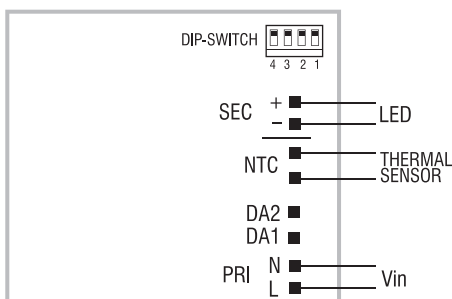 DIP-SWITCH
4 3 2 1
SEC + LED
−
NTC THERMAL
SENSOR
DA2
DA1
PRI N Vin
L